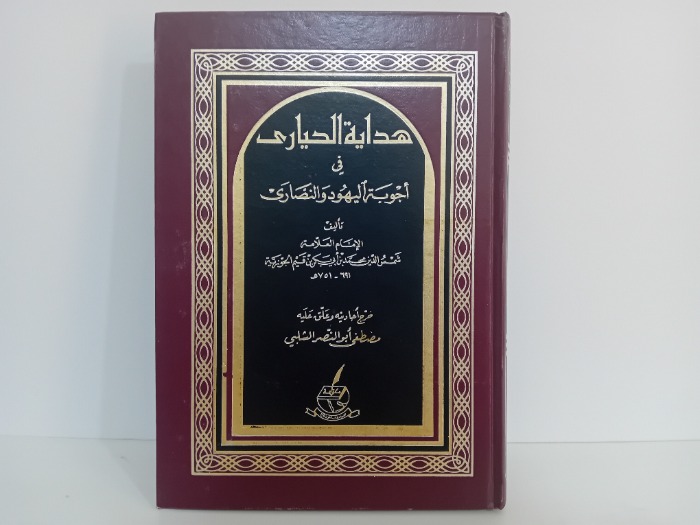 هداية الحيارى
في
أجوبة اليهود والنصارى
تأليف
الإمام العلامة
شمس الدين محمد بن أبي بكر بن قيم الجوزية
٦٩١ - ٧٥١ هـ
خرج أحاديثه وعلق عليه
مصطفى أبو النصر الشلبي